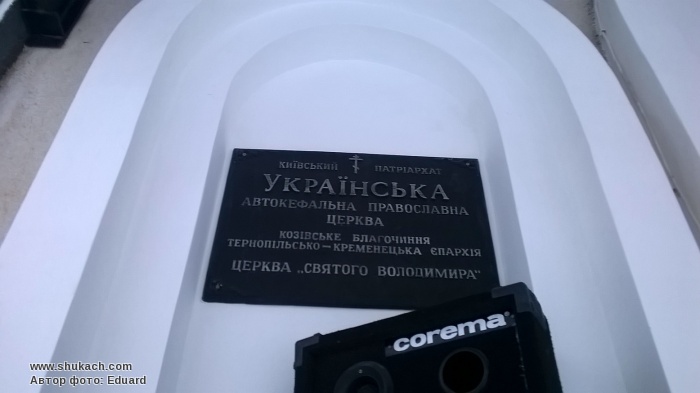 КИЇВСЬКИЙ ПАТРІАРХАТ
УКРАЇНСЬКА
АВТОКЕФАЛЬНА ПРАВОСЛАВНА
ЦЕРКВА
КОЗІВСЬКЕ БЛАГОЧИННЯ
ТЕРНОПІЛЬСЬКО-КРЕМЕНЕЦЬКА ЄПАРХІЯ
ЦЕРКВА „СВЯТОГО ВОЛОДИМИРА"
corema
www.shukach.com
Автор фото: Eduard